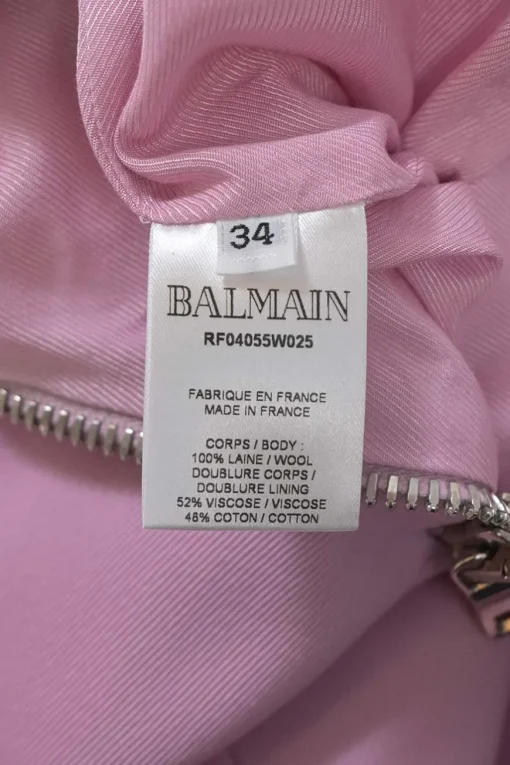 34
BALMAIN
RF04055W025
FABRIQUE EN FRANCE
MADE IN FRANCE
CORPS / BODY :
100% LAINE / WOOL
DOUBLURE CORPS /
DOUBLURE LINING
52% VISCOSE / VISCOSE
48% COTON / COTTON